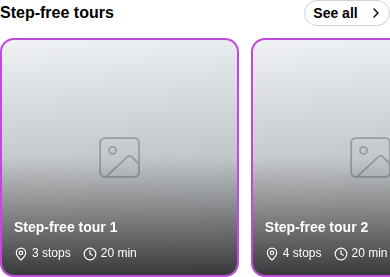 Step-free tours
See all
Step-free tour 1
3 stops
20 min
Step-free tour 2
4 stops
20 min